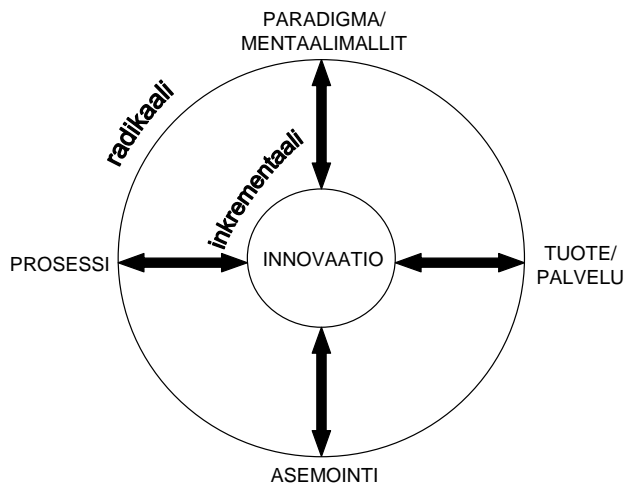 PARADIGMA/
MENTAALIMALLIT
radikaali
inkrementaali
PROSESSI
INNOVAATIO
TUOTE/
PALVELU
ASEMOINTI